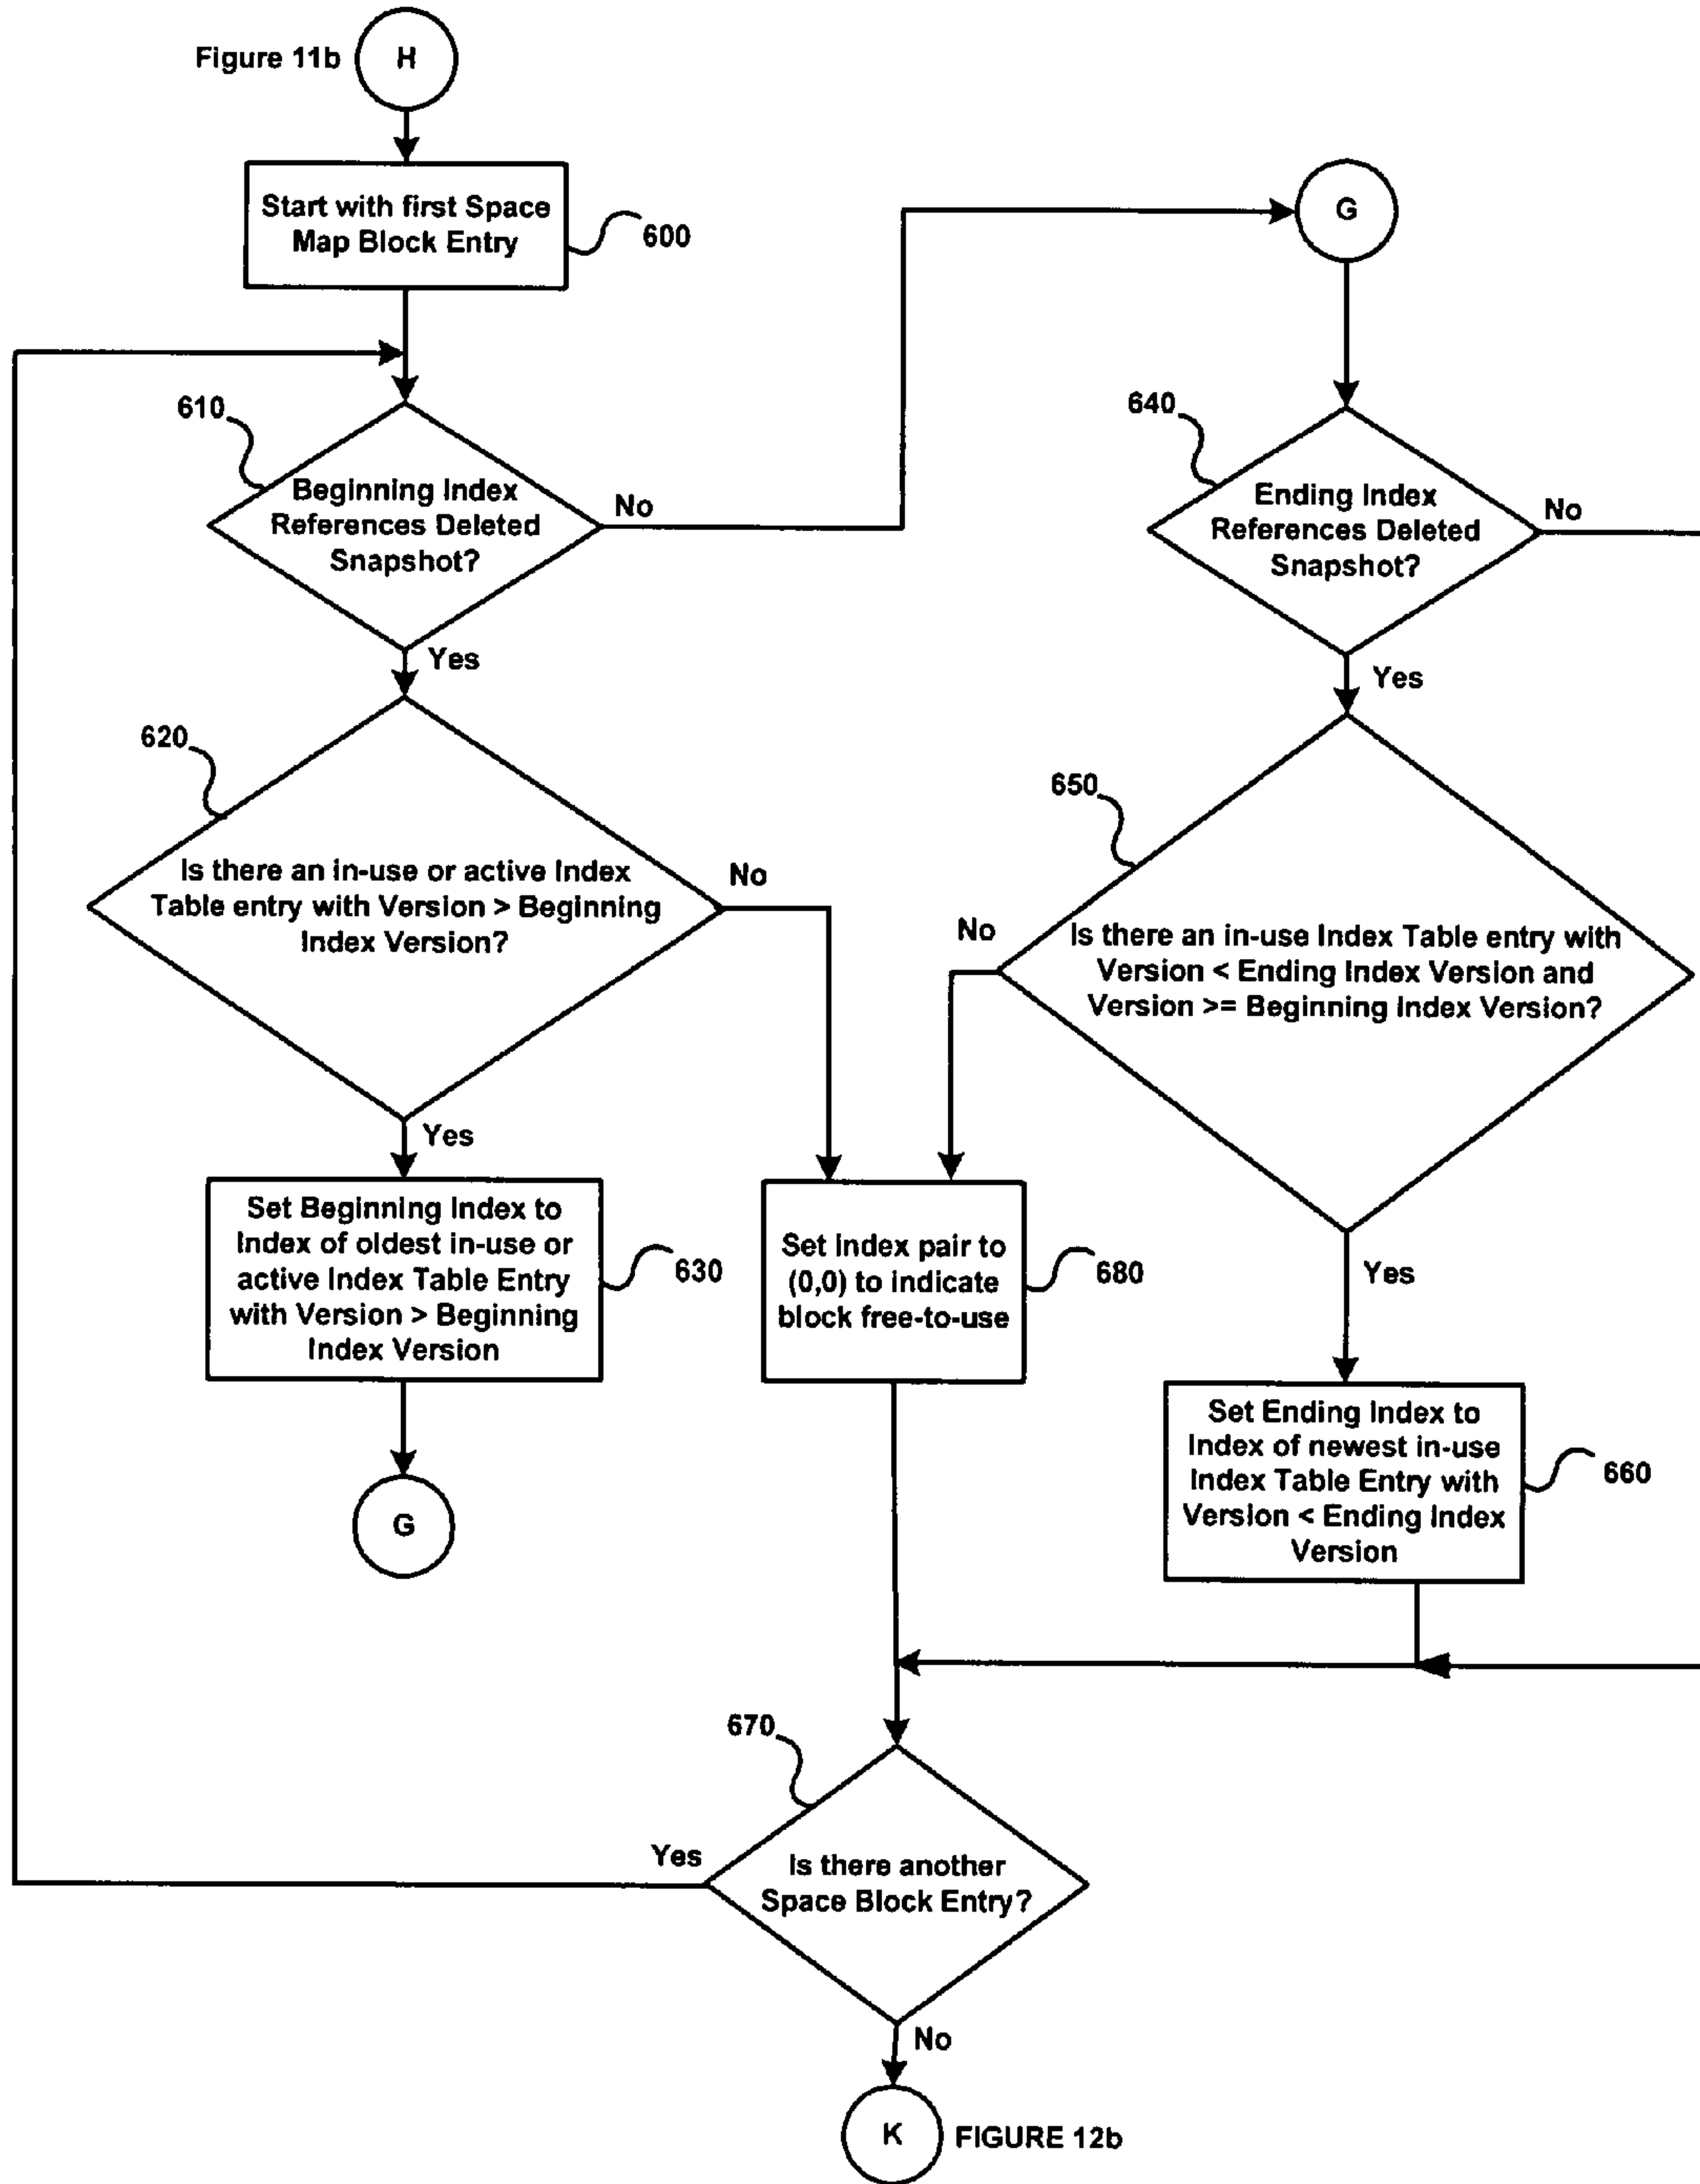 Figure 11b
H
Start with first Space
Map Block Entry
600
G
610
Beginning Index
References Deleted
Snapshot?
No
Yes
640
Ending Index
References Deleted
Snapshot?
No
Yes
620
Is there an in-use or active Index
Table entry with Version > Beginning
Index Version?
No
Yes
650
Is there an in-use Index Table entry with
Version < Ending Index Version and
Version >= Beginning Index Version?
No
Yes
Set Beginning Index to
Index of oldest in-use or
active Index Table Entry
with Version > Beginning
Index Version
630
Set index pair to
(0,0) to indicate
block free-to-use
680
Set Ending Index to
Index of newest in-use
Index Table Entry with
Version < Ending Index
Version
660
G
670
Is there another
Space Block Entry?
Yes
No
K
FIGURE 12b